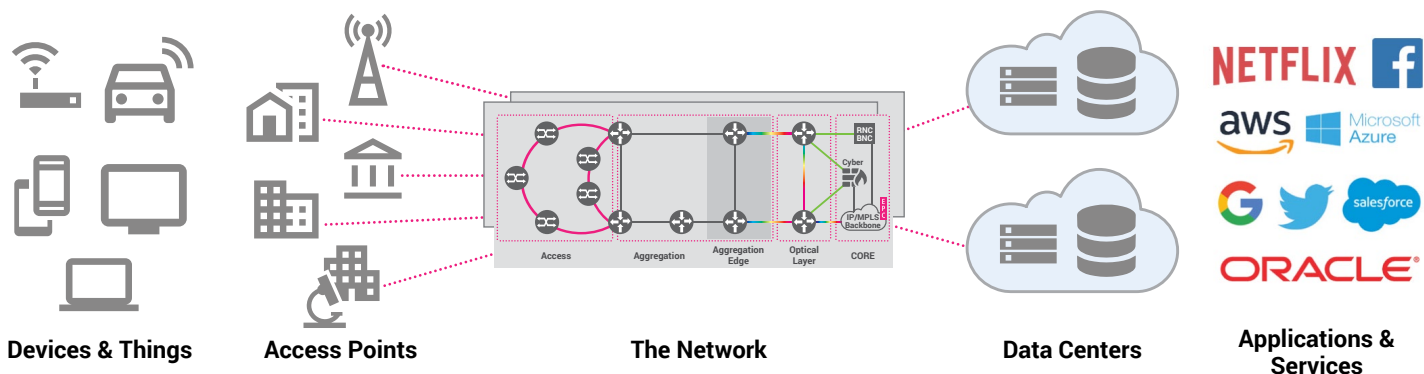 NETFLIX
f
aws
Microsoft
Azure
G
salesforce
ORACLE®
RNC
BNC
Cyber
IP/MPLS
Backbone
Access
Aggregation
Aggregation
Edge
Optical
Layer
CORE
Devices & Things
Access Points
The Network
Data Centers
Applications &
Services